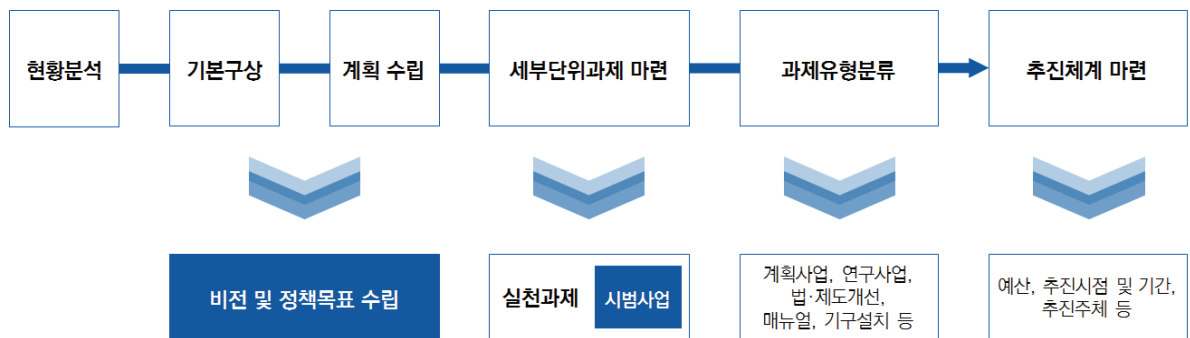 현황분석
기본구상
계획 수립
세부단위과제 마련
과제유형분류
추진체계 마련
비전 및 정책목표 수립
실천과제
시범사업
계획사업, 연구사업,
법·제도개선,
매뉴얼, 기구설치 등
예산, 추진시점 및 기간,
추진주체 등